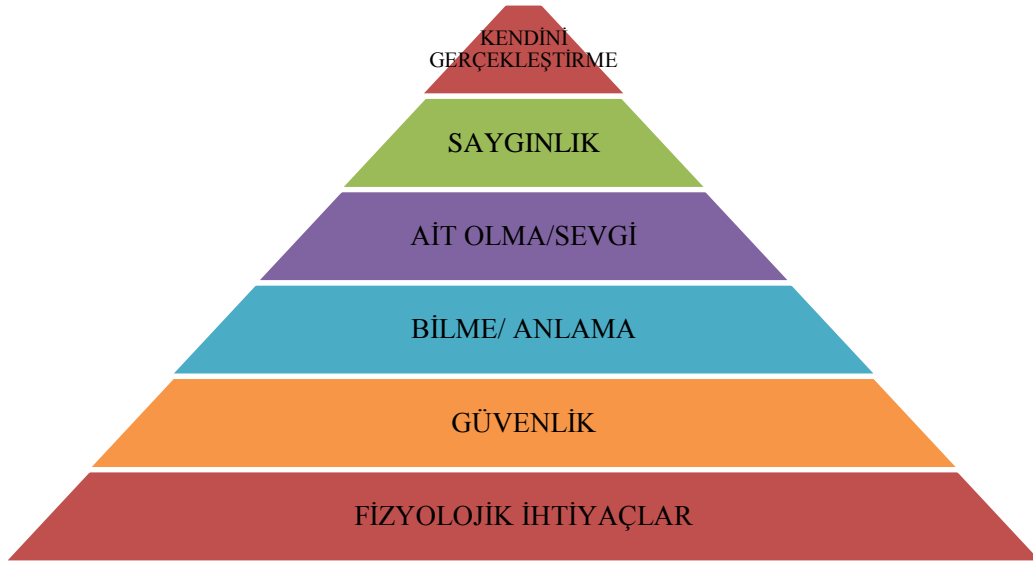 KENDİNİ
GERÇEKLEŞTİRME
SAYGINLIK
AİT OLMA/SEVGİ
BİLME/ ANLAMA
GÜVENLİK
FİZYOLOJİK İHTİYAÇLAR